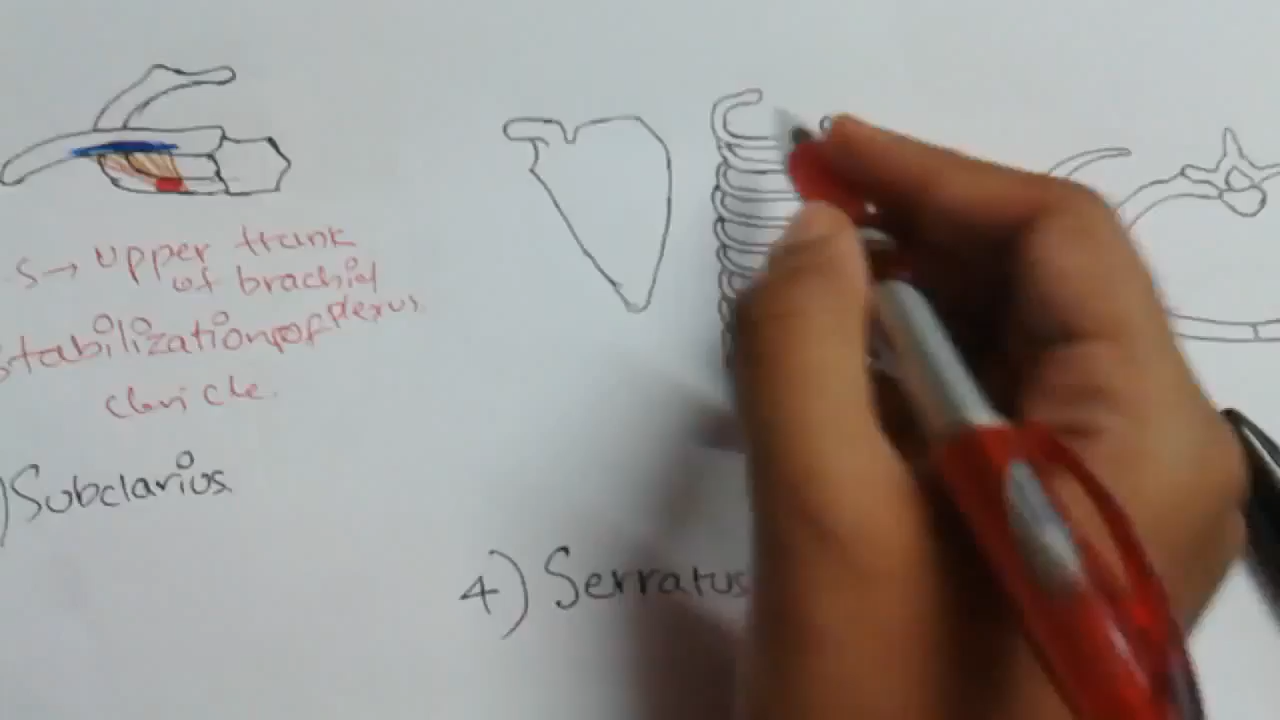 S → Upper trunk
of brachial
plexus
Stabilization of
clavicle.
) Subclavius
4) Serratus